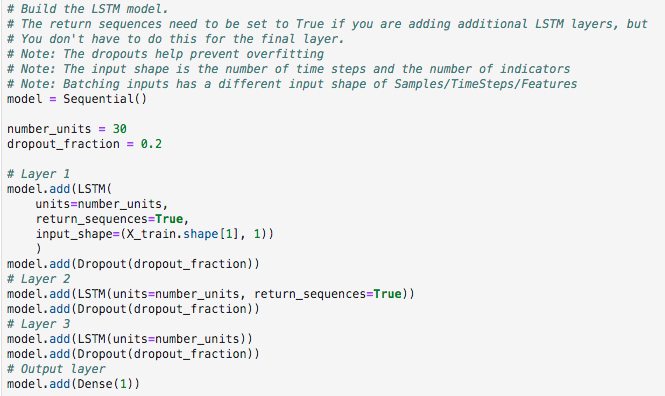 # Build the LSTM model.
# The return sequences need to be set to True if you are adding additional LSTM layers, but
# You don't have to do this for the final layer.
# Note: The dropouts help prevent overfitting
# Note: The input shape is the number of time steps and the number of indicators
# Note: Batching inputs has a different input shape of Samples/TimeSteps/Features
model = Sequential()

number_units = 30
dropout_fraction = 0.2

# Layer 1
model.add(LSTM(
    units=number_units,
    return_sequences=True,
    input_shape=(X_train.shape[1], 1))
    )
model.add(Dropout(dropout_fraction))
# Layer 2
model.add(LSTM(units=number_units, return_sequences=True))
model.add(Dropout(dropout_fraction))
# Layer 3
model.add(LSTM(units=number_units))
model.add(Dropout(dropout_fraction))
# Output layer
model.add(Dense(1))